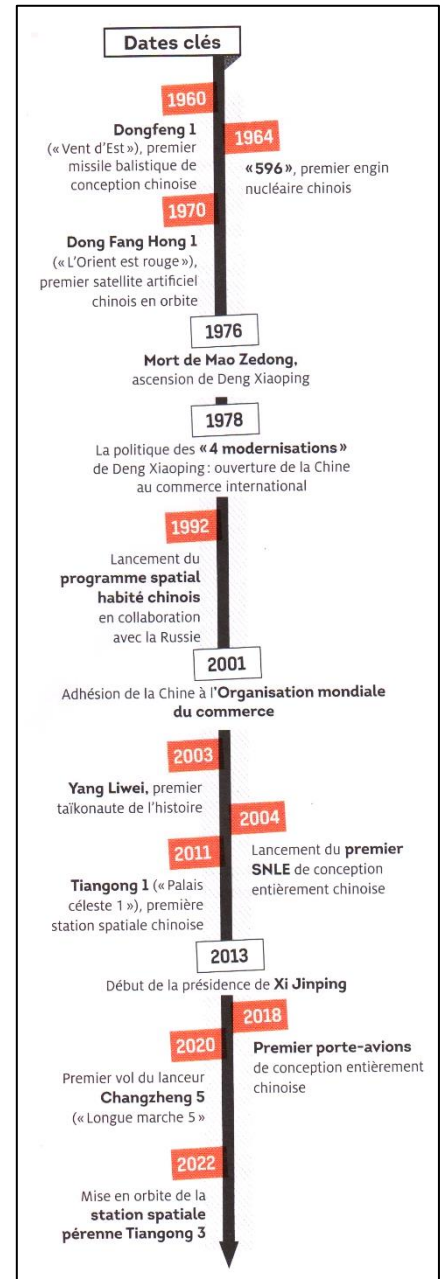 Dates clés
1960
Dongfeng 1
(« Vent d'Est »), premier
missile balistique de
conception chinoise
1964
«596», premier engin
nucléaire chinois
1970
Dong Fang Hong 1
(« L'Orient est rouge »),
premier satellite artificiel
chinois en orbite
1976
Mort de Mao Zedong,
ascension de Deng Xiaoping
1978
La politique des «4 modernisations»
de Deng Xiaoping : ouverture de la Chine
au commerce international
1992
Lancement du
programme spatial
habité chinois
en collaboration
avec la Russie
2001
Adhésion de la Chine à l'Organisation mondiale
du commerce
2003
Yang Liwei, premier
taïkonaute de l'histoire
2004
Lancement du premier
SNLE de conception
entièrement chinoise
2011
Tiangong 1 (« Palais
céleste 1 »), première
station spatiale chinoise
2013
Début de la présidence de Xi Jinping
2018
Premier porte-avions
de conception entièrement
chinoise
2020
Premier vol du lanceur
Changzheng 5
(« Longue marche 5 »
2022
Mise en orbite de la
station spatiale
pérenne Tiangong 3